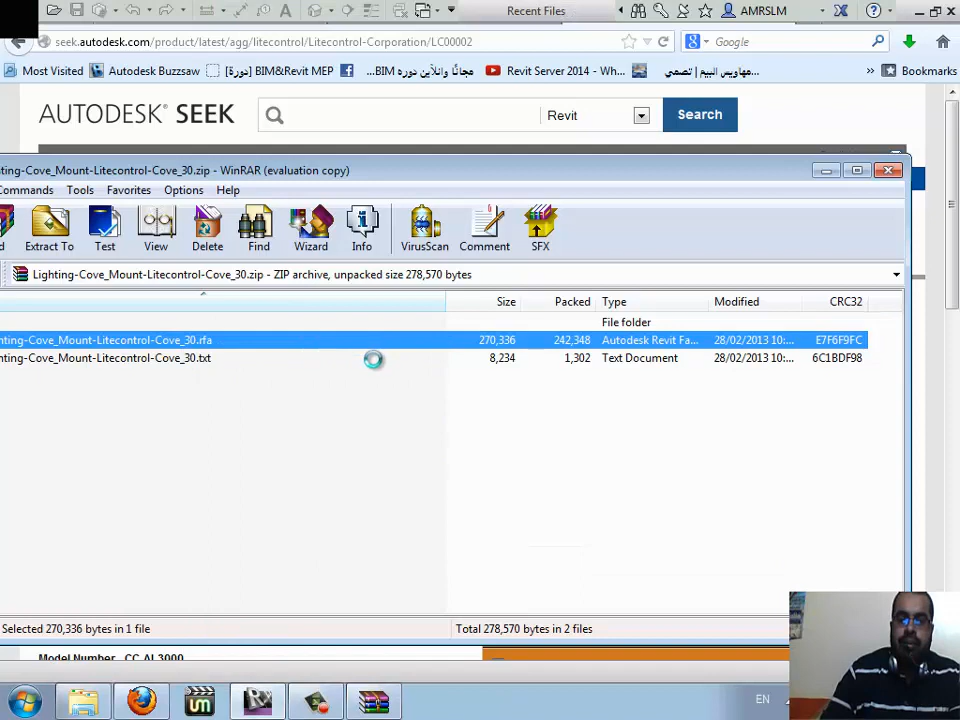 Recent Files AMRSLM
seek.autodesk.com/product/latest/agg/litecontrol/Litecontrol-Corporation/LC00002 Google
Most Visited Autodesk Buzzsaw BIM&Revit MEP [دورة] مجانًا وانلأين دوره BIM... Revit Server 2014 - Wh... مهاويس البيم | تصفي... » Bookmarks
AUTODESK® SEEK Revit Search
ting-Cove_Mount-Litecontrol-Cove_30.zip - WinRAR (evaluation copy)
Commands Tools Favorites Options Help
Extract To Test View Delete Find Wizard Info VirusScan Comment SFX
Lighting-Cove_Mount-Litecontrol-Cove_30.zip - ZIP archive, unpacked size 278,570 bytes
Size Packed Type Modified CRC32
File folder
hting-Cove_Mount-Litecontrol-Cove_30.rfa 270,336 242,348 Autodesk Revit Fa... 28/02/2013 10:... E7F6F9FC
hting-Cove_Mount-Litecontrol-Cove_30.txt 8,234 1,302 Text Document 28/02/2013 10:... 6C1BDF98
Selected 270,336 bytes in 1 file Total 278,570 bytes in 2 files
Model Number CC AL3000
EN